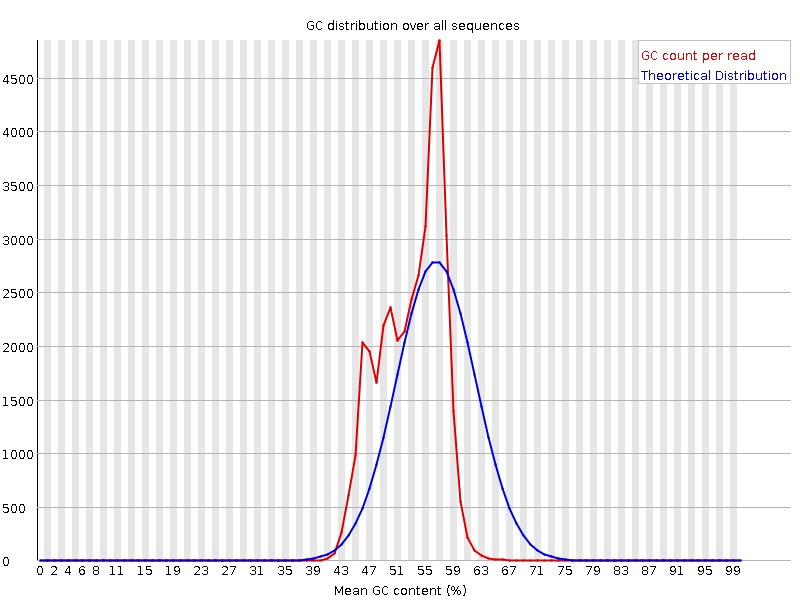 GC distribution over all sequences
GC count per read
Theoretical Distribution
4500
4000
3500
3000
2500
2000
1500
1000
500
0
0 2 4 6 8 11 15 19 23 27 31 35 39 43 47 51 55 59 63 67 71 75 79 83 87 91 95 99
Mean GC content (%)